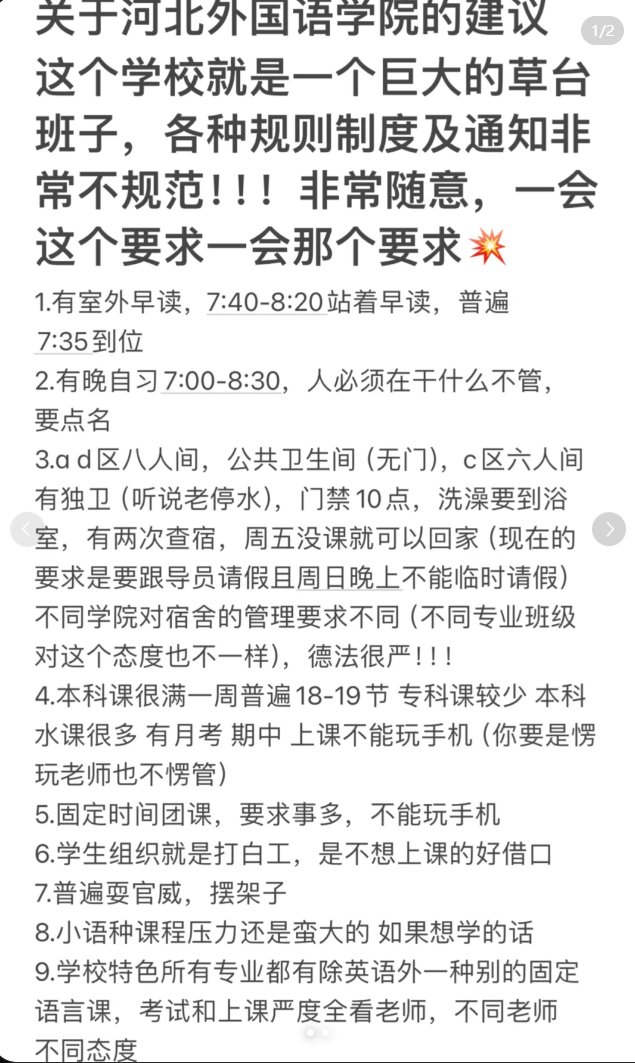 关于河北外国语学院的建议
1/2
这个学校就是一个巨大的草台
班子，各种规则制度及通知非
常不规范！！！非常随意，一会
这个要求一会那个要求💥
1.有室外早读，7:40-8:20站着早读，普遍
7:35到位
2.有晚自习7:00-8:30，人必须在干什么不管，
要点名
3.a d区八人间，公共卫生间（无门），c区六人间
有独卫（听说老停水），门禁10点，洗澡要到浴
室，有两次查宿，周五没课就可以回家（现在的
要求是要跟导员请假且周日晚上不能临时请假）
不同学院对宿舍的管理要求不同（不同专业班级
对这个态度也不一样），德法很严！！！
4.本科课很满一周普遍18-19节 专科课较少 本科
水课很多 有月考 期中 上课不能玩手机（你要是愣
玩老师也不愣管）
5.固定时间团课，要求事多，不能玩手机
6.学生组织就是打白工，是不想上课的好借口
7.普遍耍官威，摆架子
8.小语种课程压力还是蛮大的 如果想学的话
9.学校特色所有专业都有除英语外一种别的固定
语言课，考试和上课严度全看老师，不同老师
不同态度